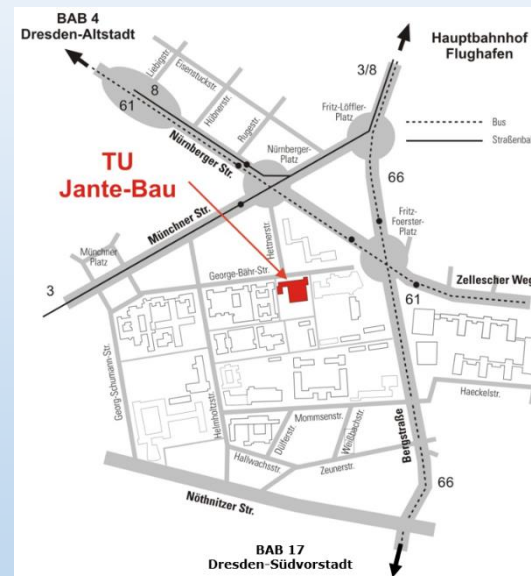 BAB 4
Dresden-Altstadt
Hauptbahnhof
Flughafen
3/8
Liebigstr.
Eisenstuckstr.
8
61
Hübnerstr.
Rugestr.
Fritz-Löffler-
Platz
Bus
Nürnberger Str.
Nürnberger-
Platz
TU
Jante-Bau
66
Münchner Str.
Hettnerstr.
Fritz-
Foerster-
Platz
Münchner
Platz
3
George-Bähr-Str.
Zellescher Weg
61
Georg-Schumann-Str.
Helmholtzstr.
Haeckelstr.
Mommsenstr.
Dülferstr.
Weißbachstr.
Bergstraße
Hallwachsstr.
Zeunerstr.
Nöthnitzer Str.
66
BAB 17
Dresden-Südvorstadt